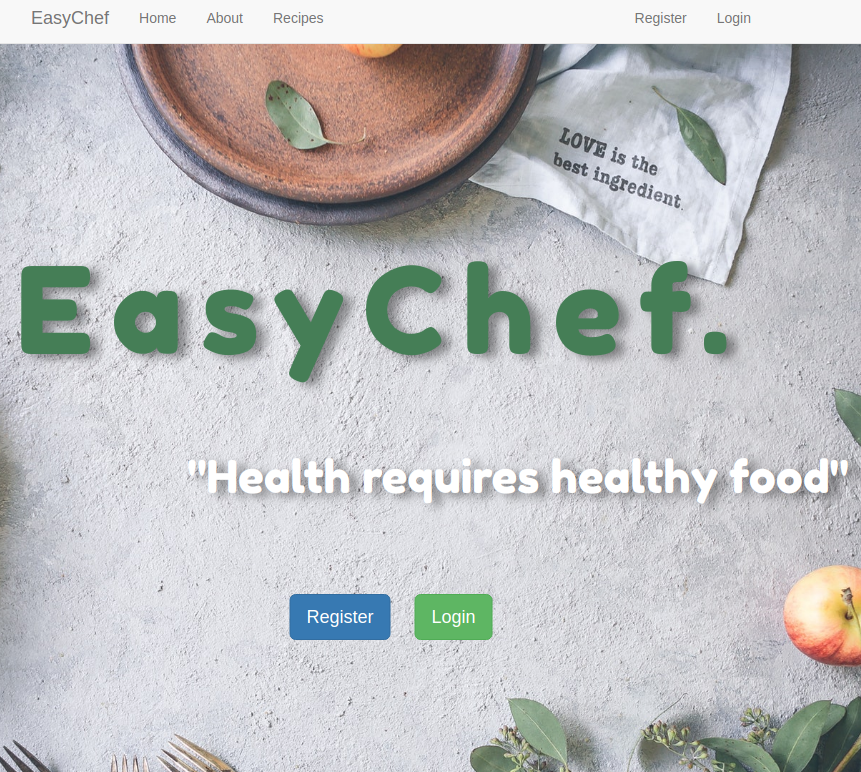 EasyChef Home About Recipes Register Login
LOVE is the
best ingredient.
EasyChef.
"Health requires healthy food"
Register Login